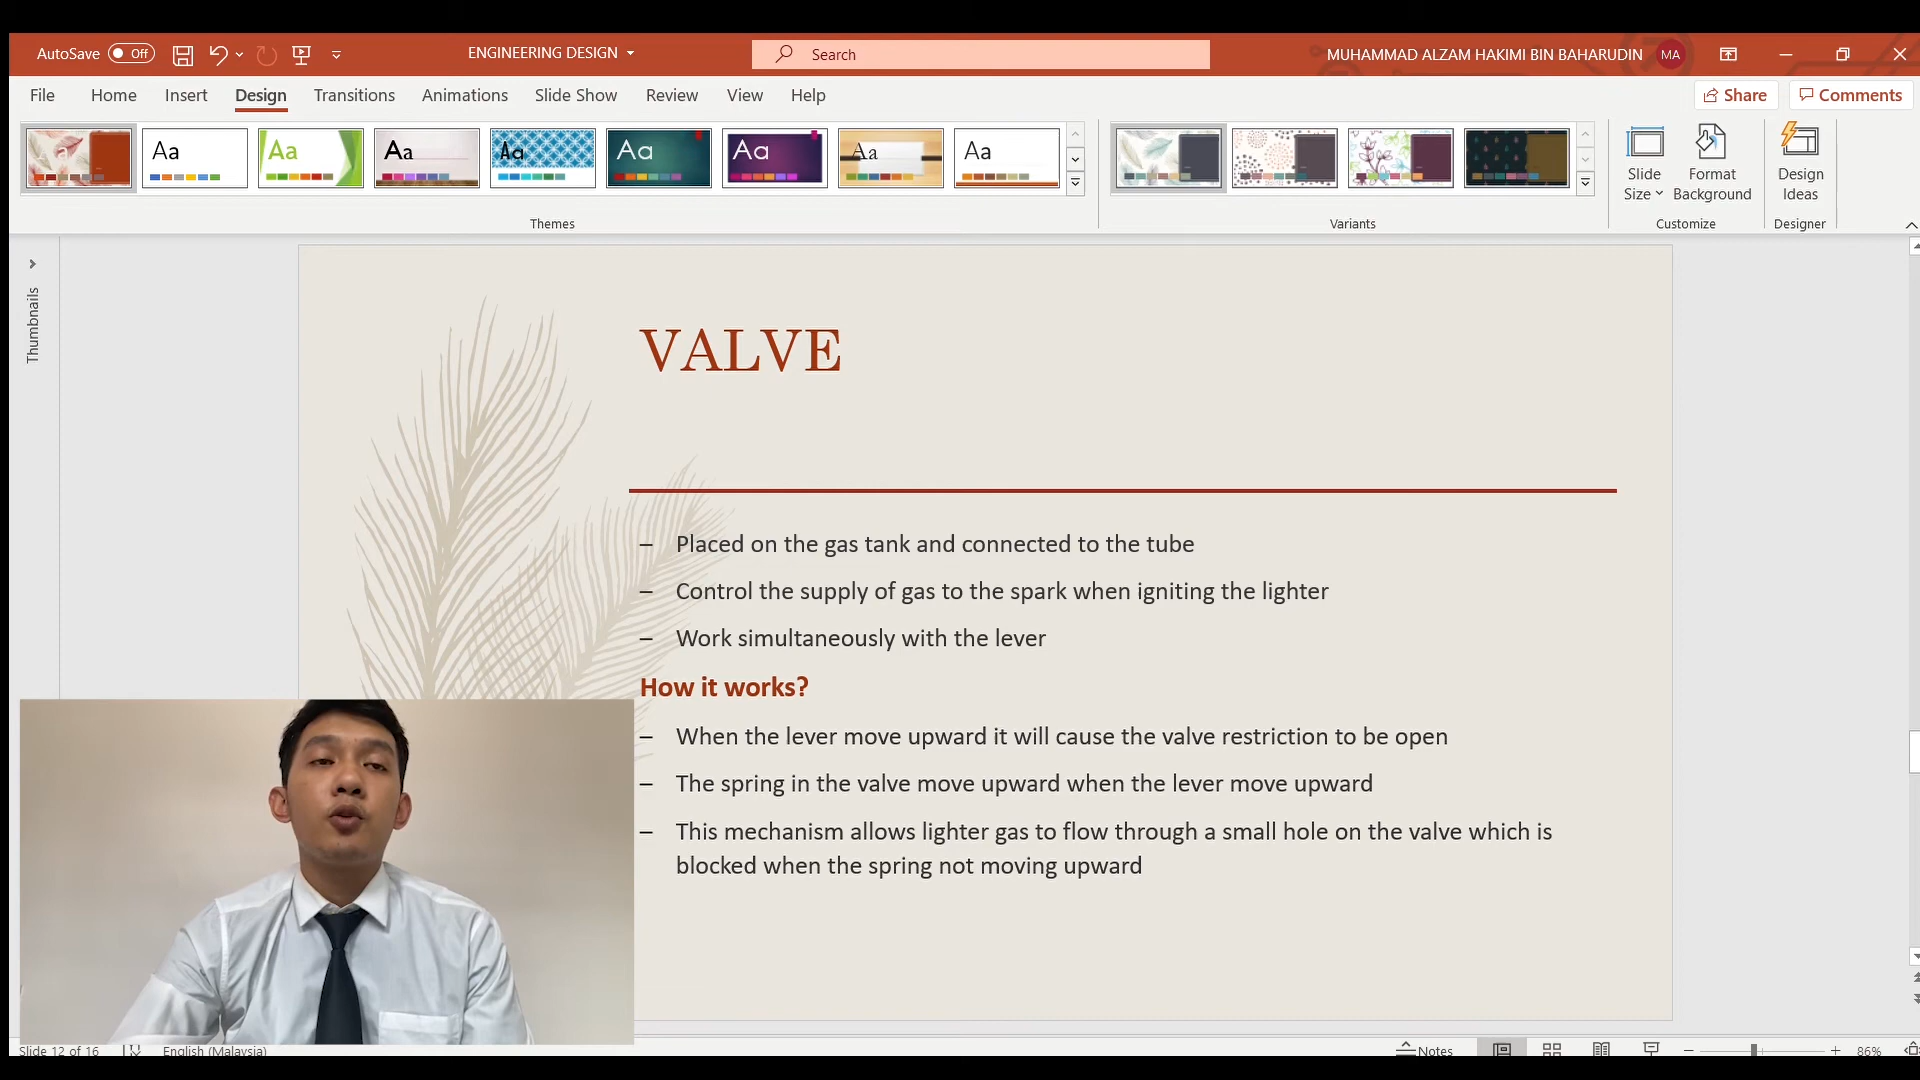 AutoSave Off
ENGINEERING DESIGN
Search
MUHAMMAD ALZAM HAKIMI BIN BAHARUDIN MA
File Home Insert Design Transitions Animations Slide Show Review View Help
Share Comments
Aa Aa Aa Aa Aa Aa Aa Aa
Slide Size
Format Background
Design Ideas
Themes Variants Customize Designer
Thumbnails
VALVE
– Placed on the gas tank and connected to the tube
– Control the supply of gas to the spark when igniting the lighter
– Work simultaneously with the lever
How it works?
– When the lever move upward it will cause the valve restriction to be open
– The spring in the valve move upward when the lever move upward
– This mechanism allows lighter gas to flow through a small hole on the valve which is
blocked when the spring not moving upward
Slide 12 of 16 English (Malaysia) Notes 86%